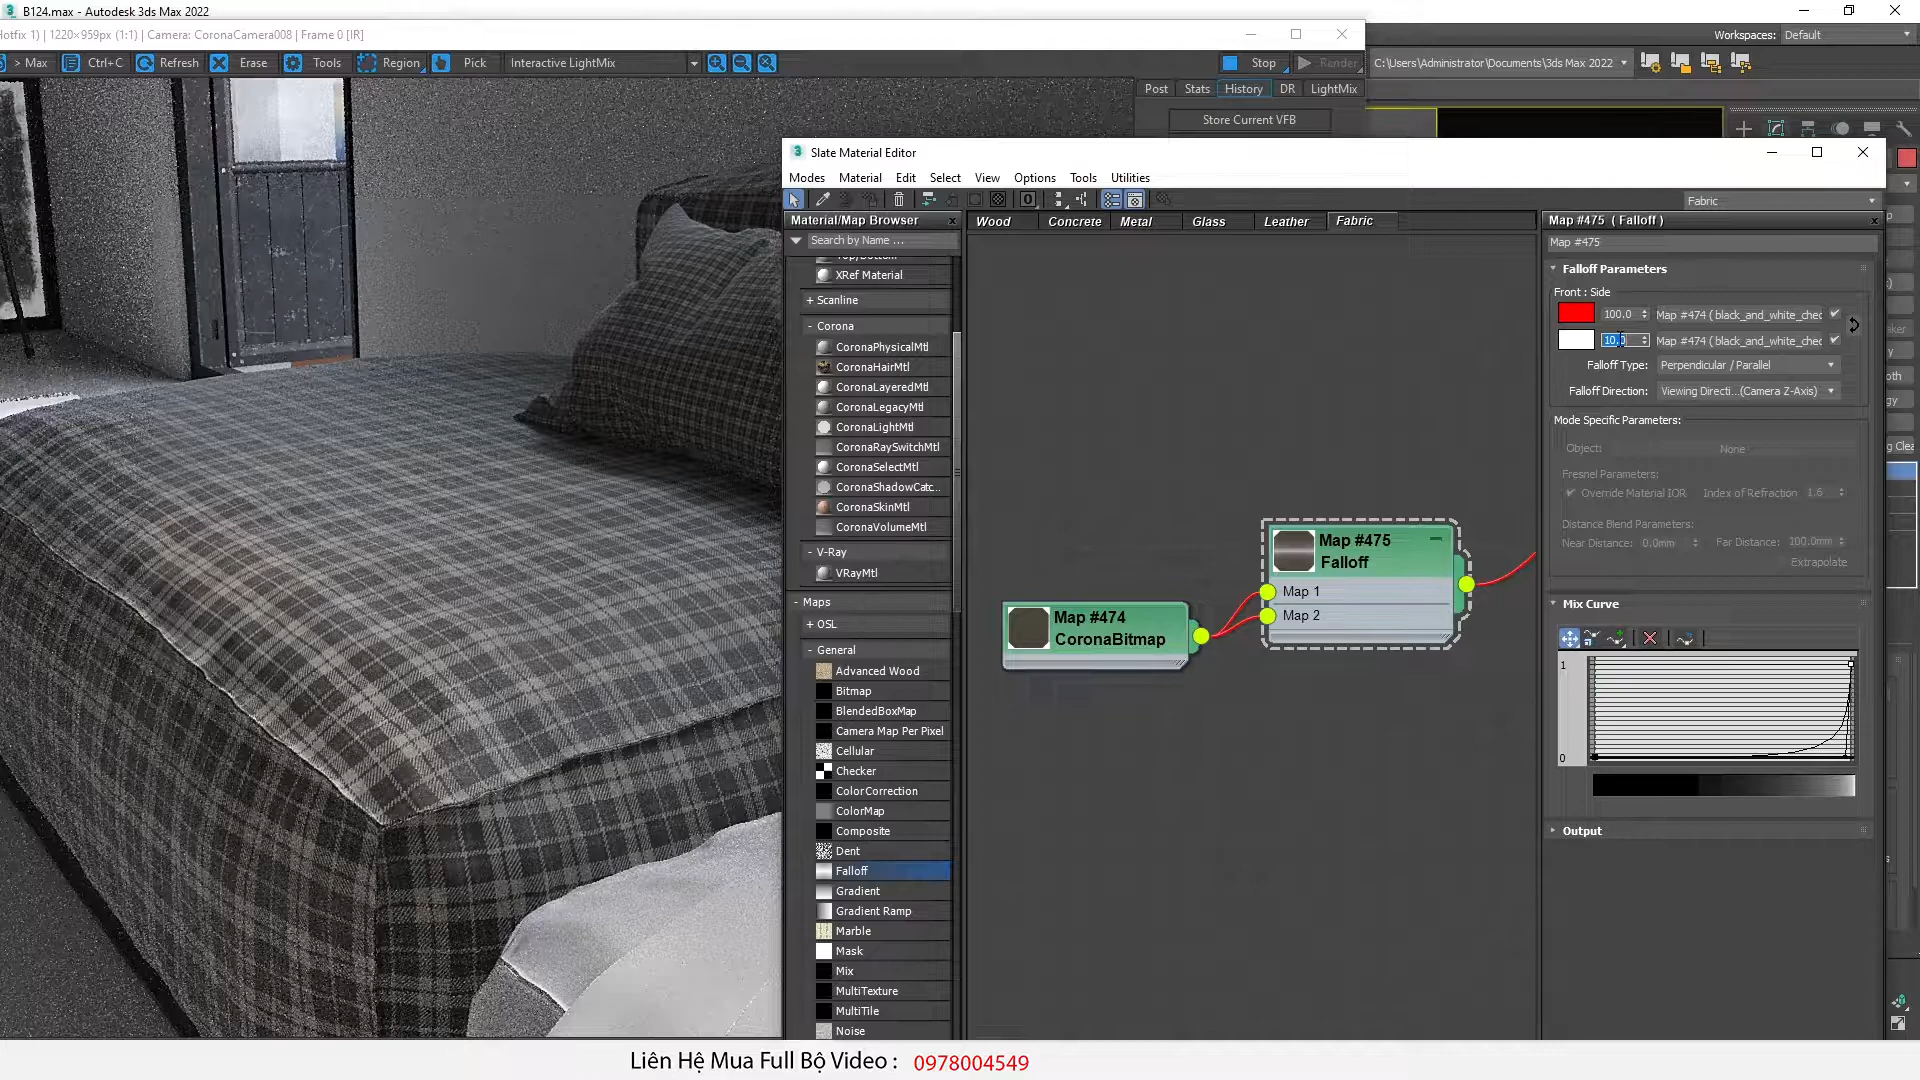 B124.max - Autodesk 3ds Max 2022
Hotfix 1) | 1220×959px (1:1) | Camera: CoronaCamera008 | Frame 0 [IR]
Workspaces: Default
> Max Ctrl+C Refresh Erase Tools Region Pick Interactive LightMix Stop Render C:\Users\Administrator\Documents\3ds Max 2022
Post Stats History DR LightMix
Store Current VFB
Slate Material Editor
Modes Material Edit Select View Options Tools Utilities
Fabric
Material/Map Browser
Wood Concrete Metal Glass Leather Fabric
Search by Name ...
Top/Bottom
XRef Material
+ Scanline
- Corona
CoronaPhysicalMtl
CoronaHairMtl
CoronaLayeredMtl
CoronaLegacyMtl
CoronaLightMtl
CoronaRaySwitchMtl
CoronaSelectMtl
CoronaShadowCatc...
CoronaSkinMtl
CoronaVolumeMtl
- V-Ray
VRayMtl
- Maps
+ OSL
- General
Advanced Wood
Bitmap
BlendedBoxMap
Camera Map Per Pixel
Cellular
Checker
ColorCorrection
ColorMap
Composite
Dent
Falloff
Gradient
Gradient Ramp
Marble
Mask
Mix
MultiTexture
MultiTile
Noise
Map #474
CoronaBitmap
Map #475
Falloff
Map 1
Map 2
Map #475 ( Falloff )
Map #475
Falloff Parameters
Front : Side
100.0 Map #474 ( black_and_white_chec
10.0 Map #474 ( black_and_white_chec
Falloff Type: Perpendicular / Parallel
Falloff Direction: Viewing Directi...(Camera Z-Axis)
Mode Specific Parameters:
Object: None
Fresnel Parameters:
Override Material IOR Index of Refraction 1.6
Distance Blend Parameters:
Near Distance: 0.0mm Far Distance: 100.0mm
Extrapolate
Mix Curve
1
0
Output
Liên Hệ Mua Full Bộ Video : 0978004549